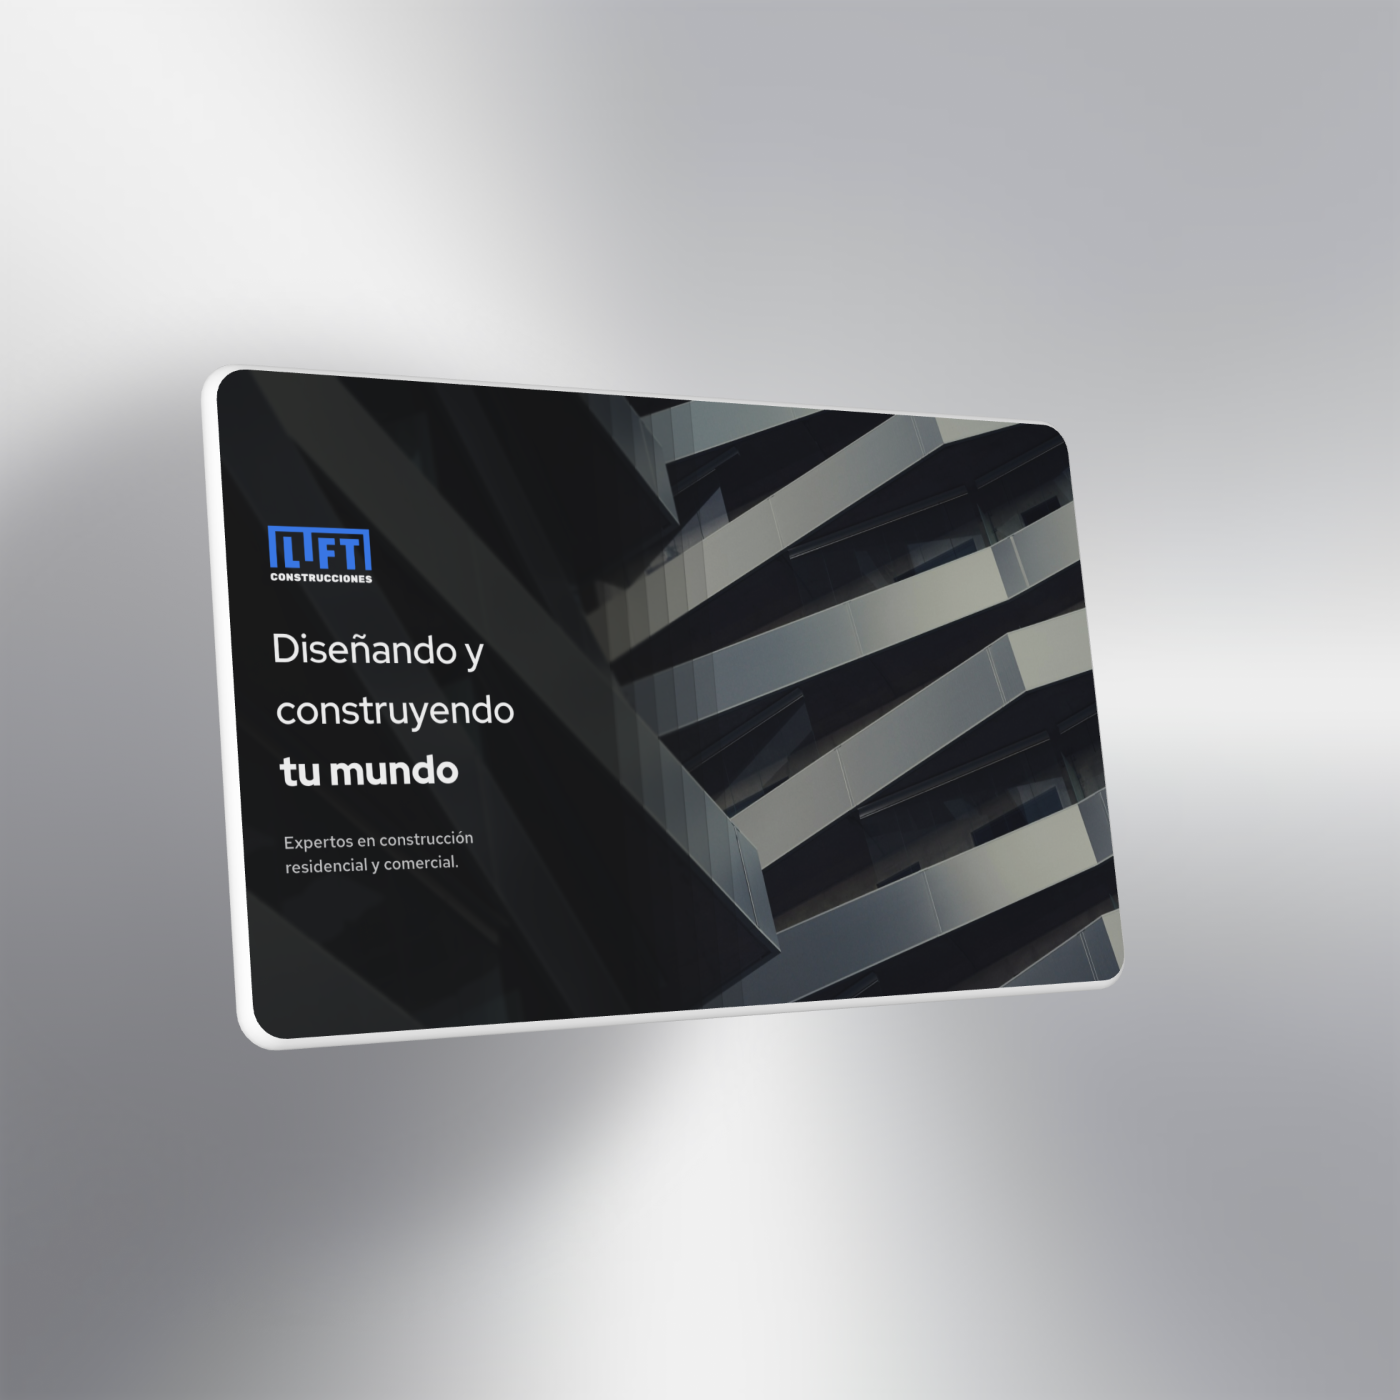 LIFT
CONSTRUCCIONES
Diseñando y
construyendo
tu mundo
Expertos en construcción
residencial y comercial.